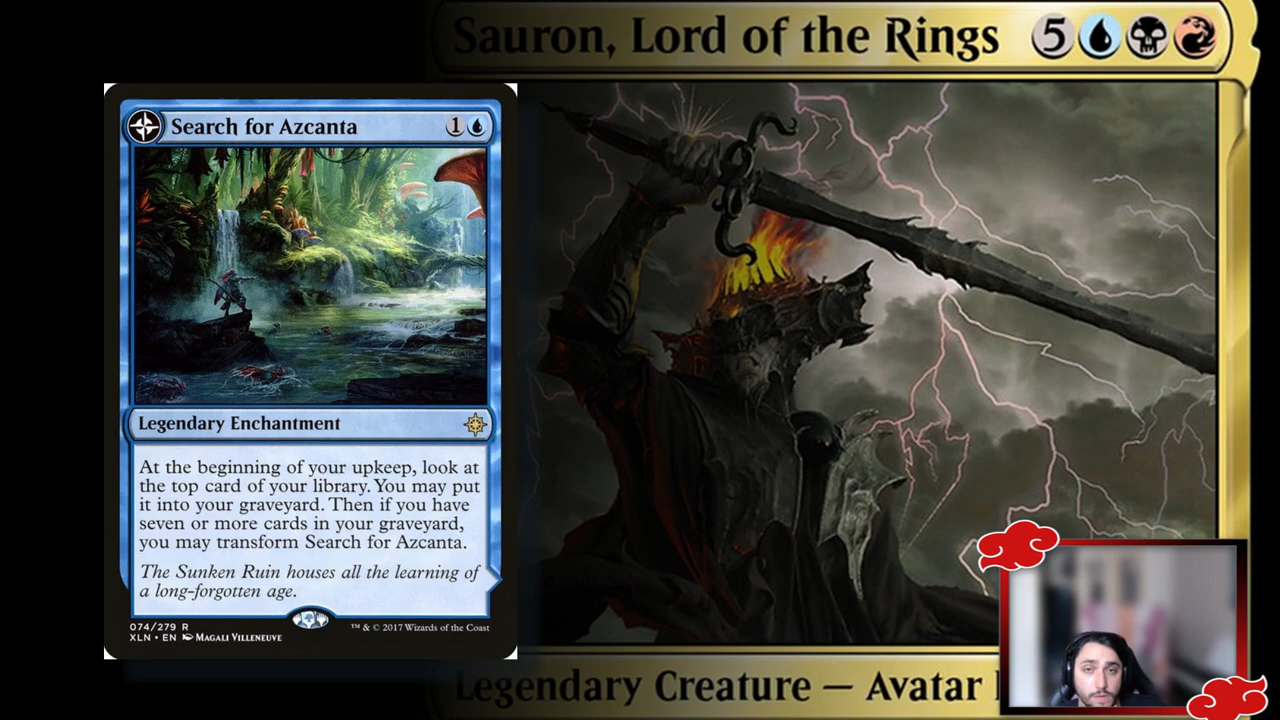 Sauron, Lord of the Rings 5
Search for Azcanta 1
Legendary Enchantment
At the beginning of your upkeep, look at
the top card of your library. You may put
it into your graveyard. Then if you have
seven or more cards in your graveyard,
you may transform Search for Azcanta.
The Sunken Ruin houses all the learning of
a long-forgotten age.
074/279 R
XLN • EN MAGALI VILLENEUVE
™ & © 2017 Wizards of the Coast
Legendary Creature — Avatar